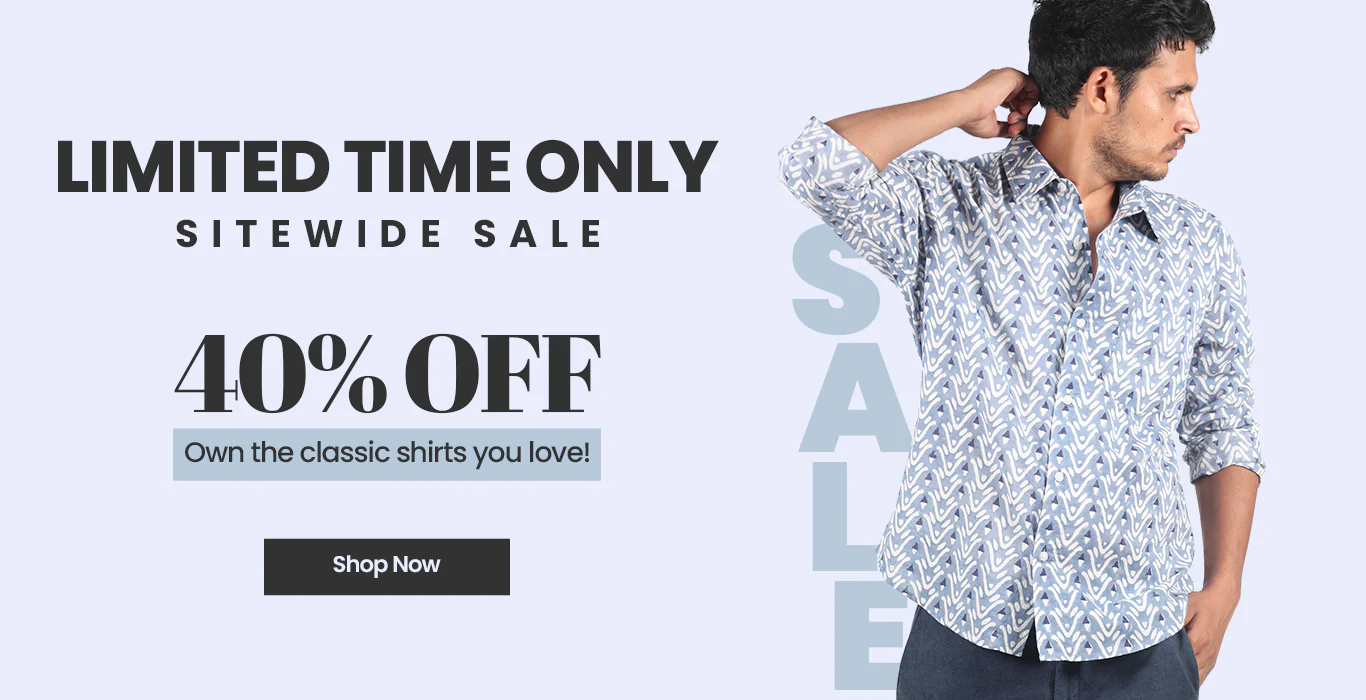 LIMITED TIME ONLY
SITEWIDE SALE
40% OFF
Own the classic shirts you love!
Shop Now
SALE